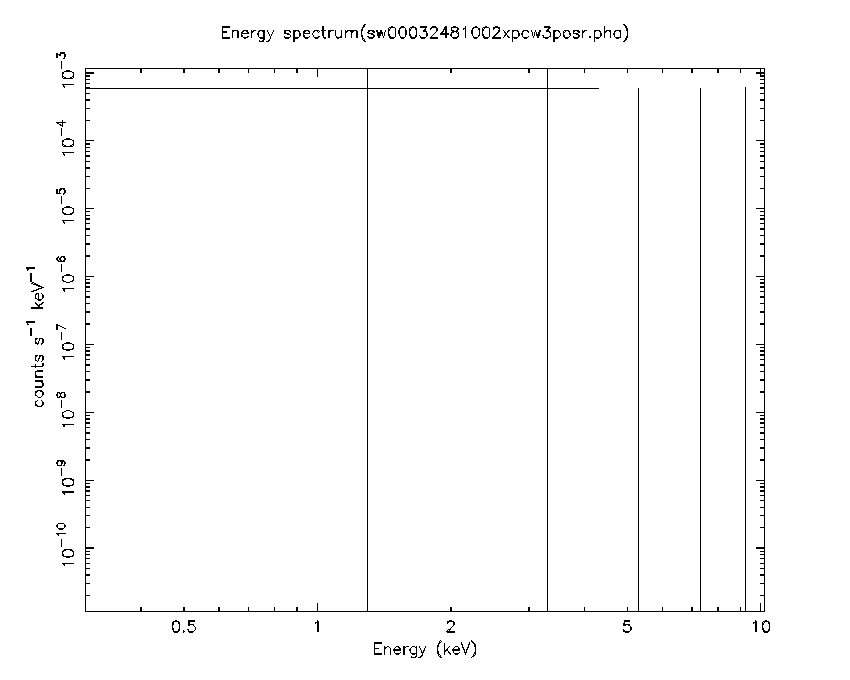 Energy spectrum(sw00032481002xpcw3posr.pha)
10⁻³
10⁻⁴
10⁻⁵
10⁻⁶
10⁻⁷
10⁻⁸
10⁻⁹
10⁻¹⁰
counts s⁻¹ keV⁻¹
0.5 1 2 5 10
Energy (keV)